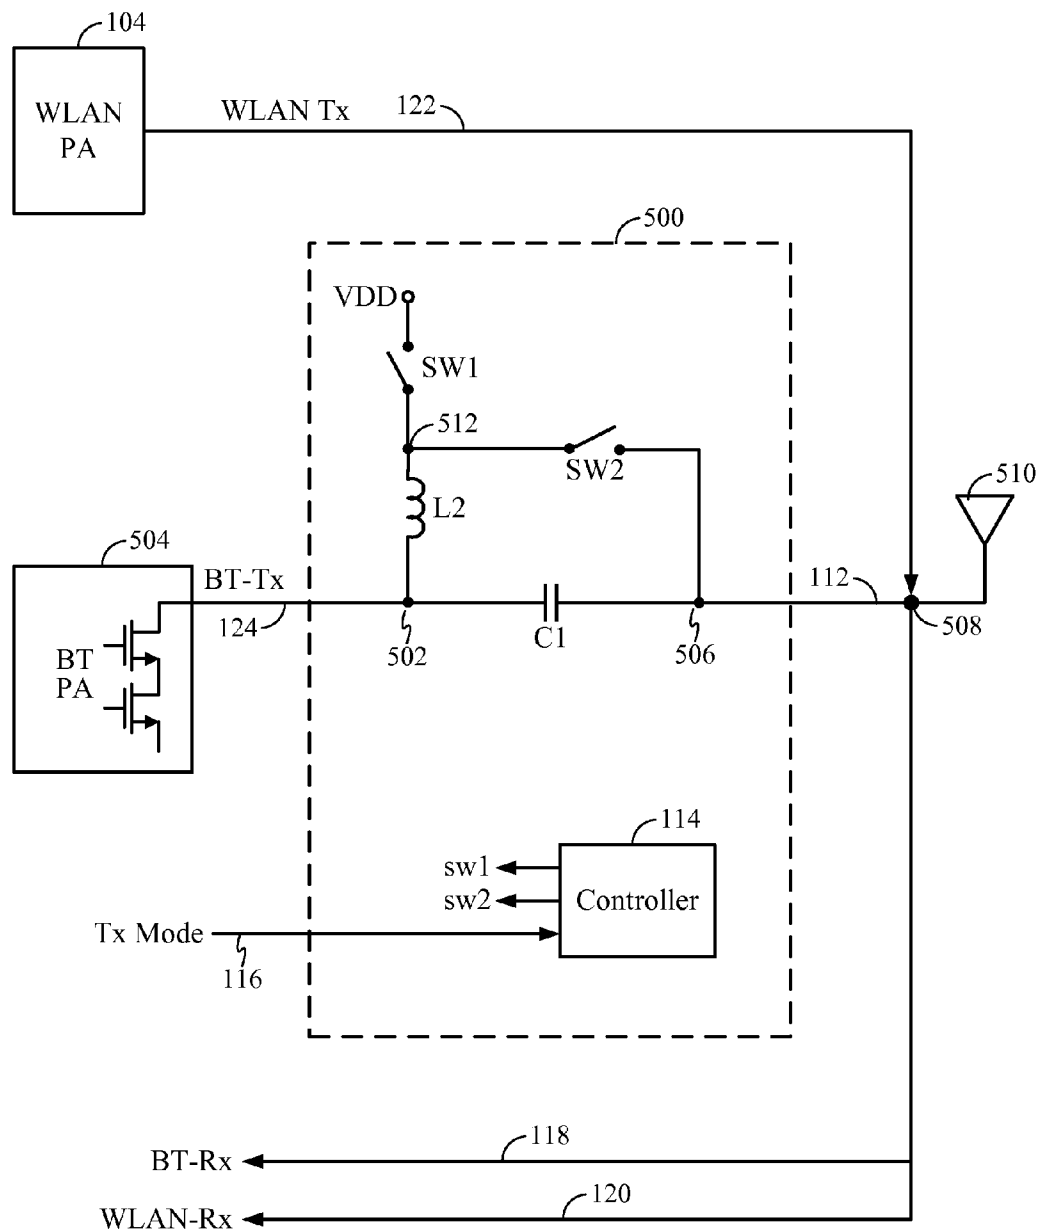 104
WLAN
PA
WLAN Tx
122
500
VDD
SW1
512
SW2
L2
510
504
BT-Tx
124
502
C1
506
112
508
BT
PA
114
sw1
sw2
Controller
Tx Mode
116
118
BT-Rx
120
WLAN-Rx